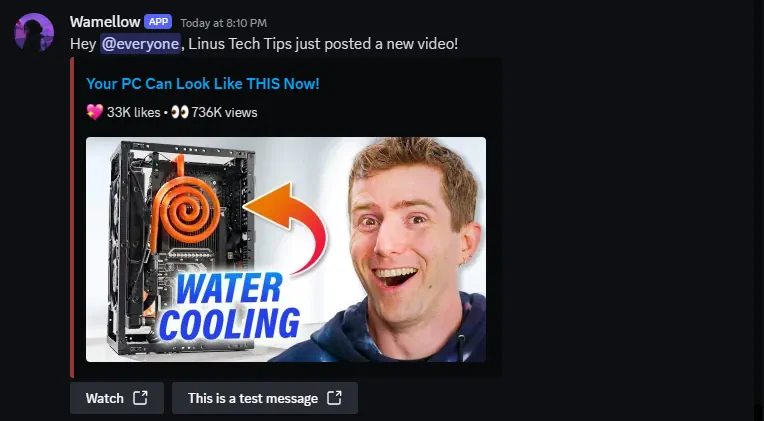 Wamellow APP Today at 8:10 PM
Hey @everyone, Linus Tech Tips just posted a new video!
Your PC Can Look Like THIS Now!
💖 33K likes • 👀 736K views
WATER
COOLING
Watch
This is a test message